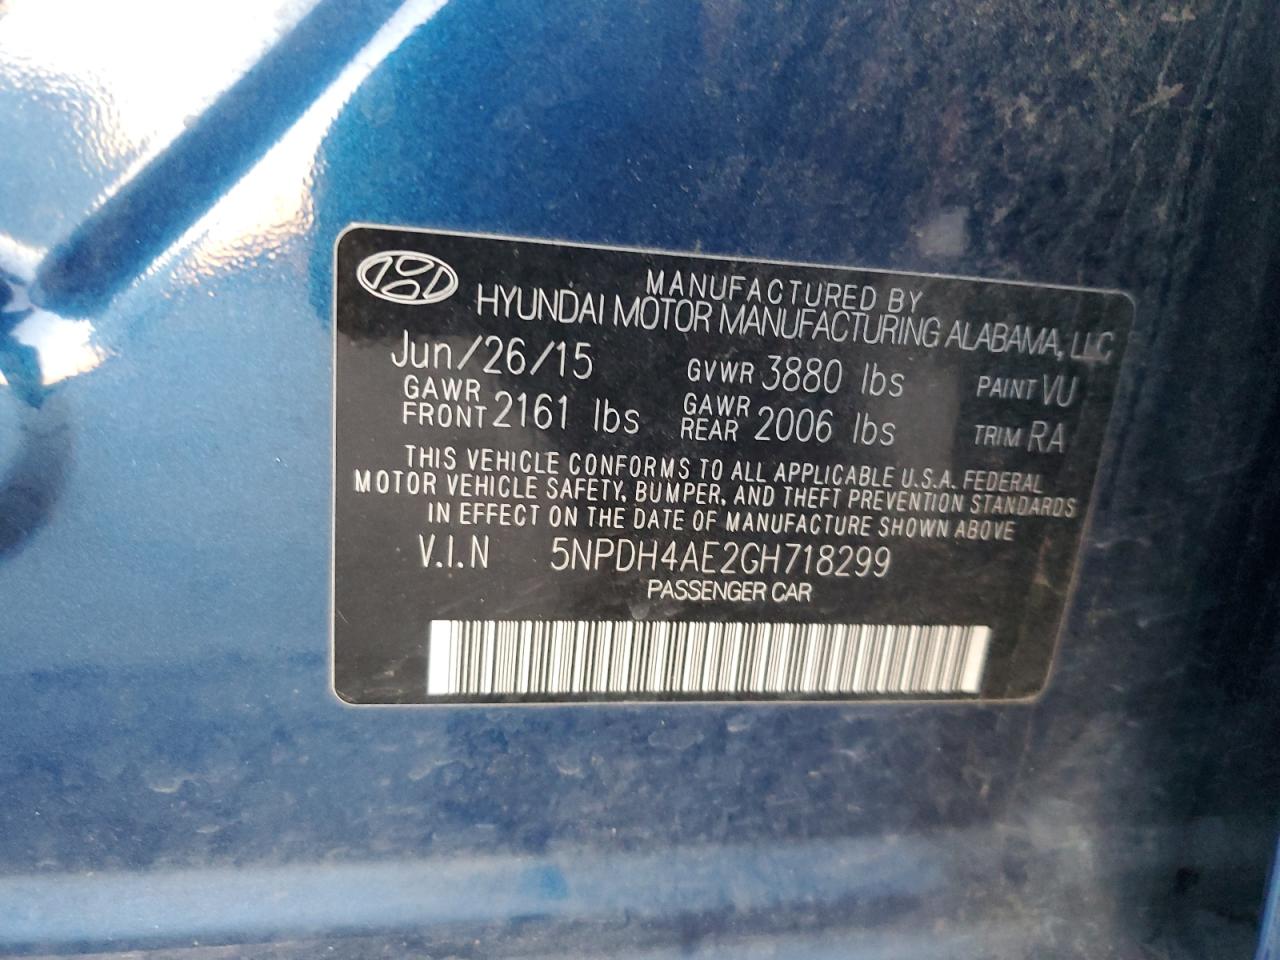 MANUFACTURED BY
HYUNDAI MOTOR MANUFACTURING ALABAMA, LLC
Jun/26/15 GVWR 3880 lbs PAINT VU
GAWR FRONT 2161 lbs GAWR REAR 2006 lbs TRIM RA
THIS VEHICLE CONFORMS TO ALL APPLICABLE U.S.A. FEDERAL
MOTOR VEHICLE SAFETY, BUMPER, AND THEFT PREVENTION STANDARDS
IN EFFECT ON THE DATE OF MANUFACTURE SHOWN ABOVE
V.I.N 5NPDH4AE2GH718299
PASSENGER CAR